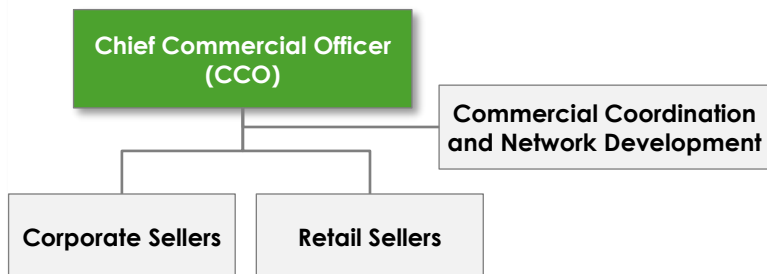 Chief Commercial Officer
(CCO)
Commercial Coordination
and Network Development
Corporate Sellers
Retail Sellers